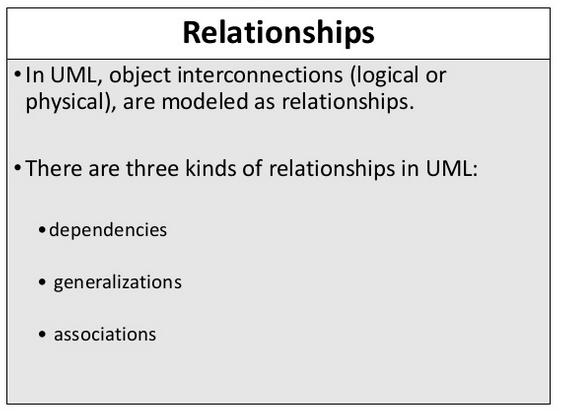 Relationships
• In UML, object interconnections (logical or
physical), are modeled as relationships.
• There are three kinds of relationships in UML:
• dependencies
• generalizations
• associations